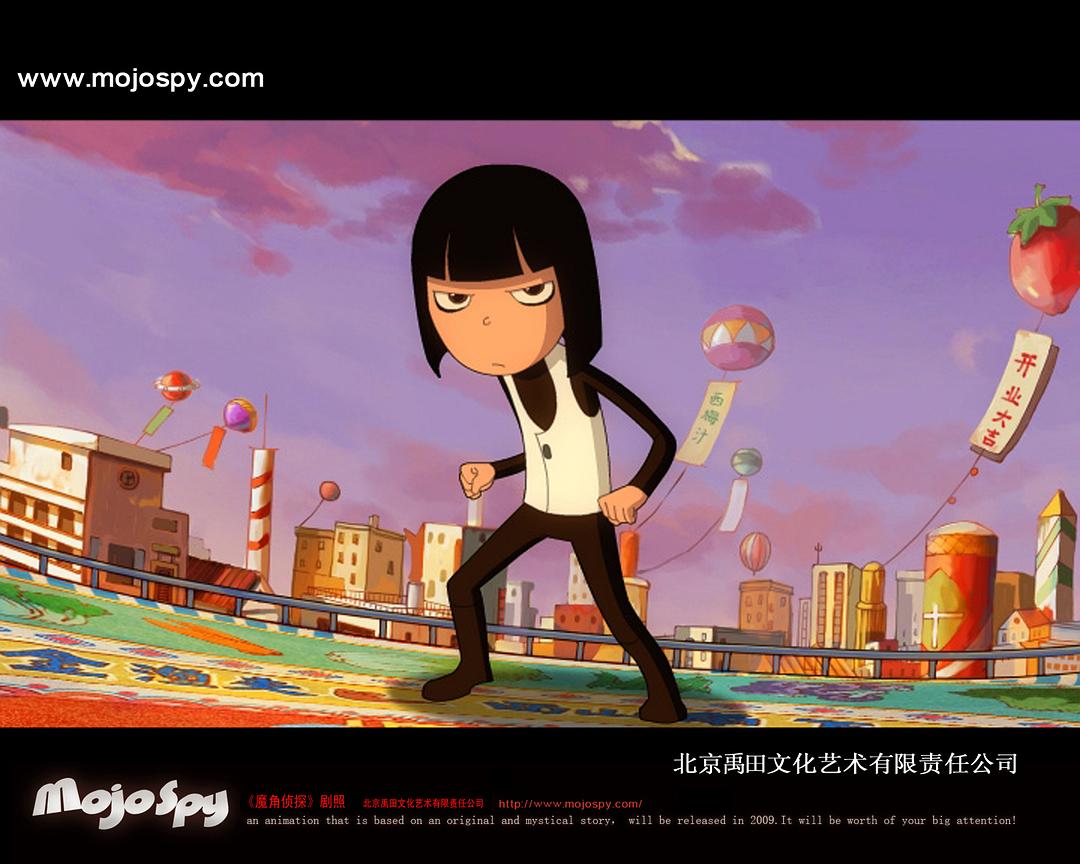 www.mojospy.com
开业大吉
西梅汁
北京禹田文化艺术有限责任公司
MojoSpy
《魔角侦探》剧照 北京禹田文化艺术有限责任公司 http://www.mojospy.com/
an animation that is based on an original and mystical story, will be released in 2009.It will be worth of your big attention!